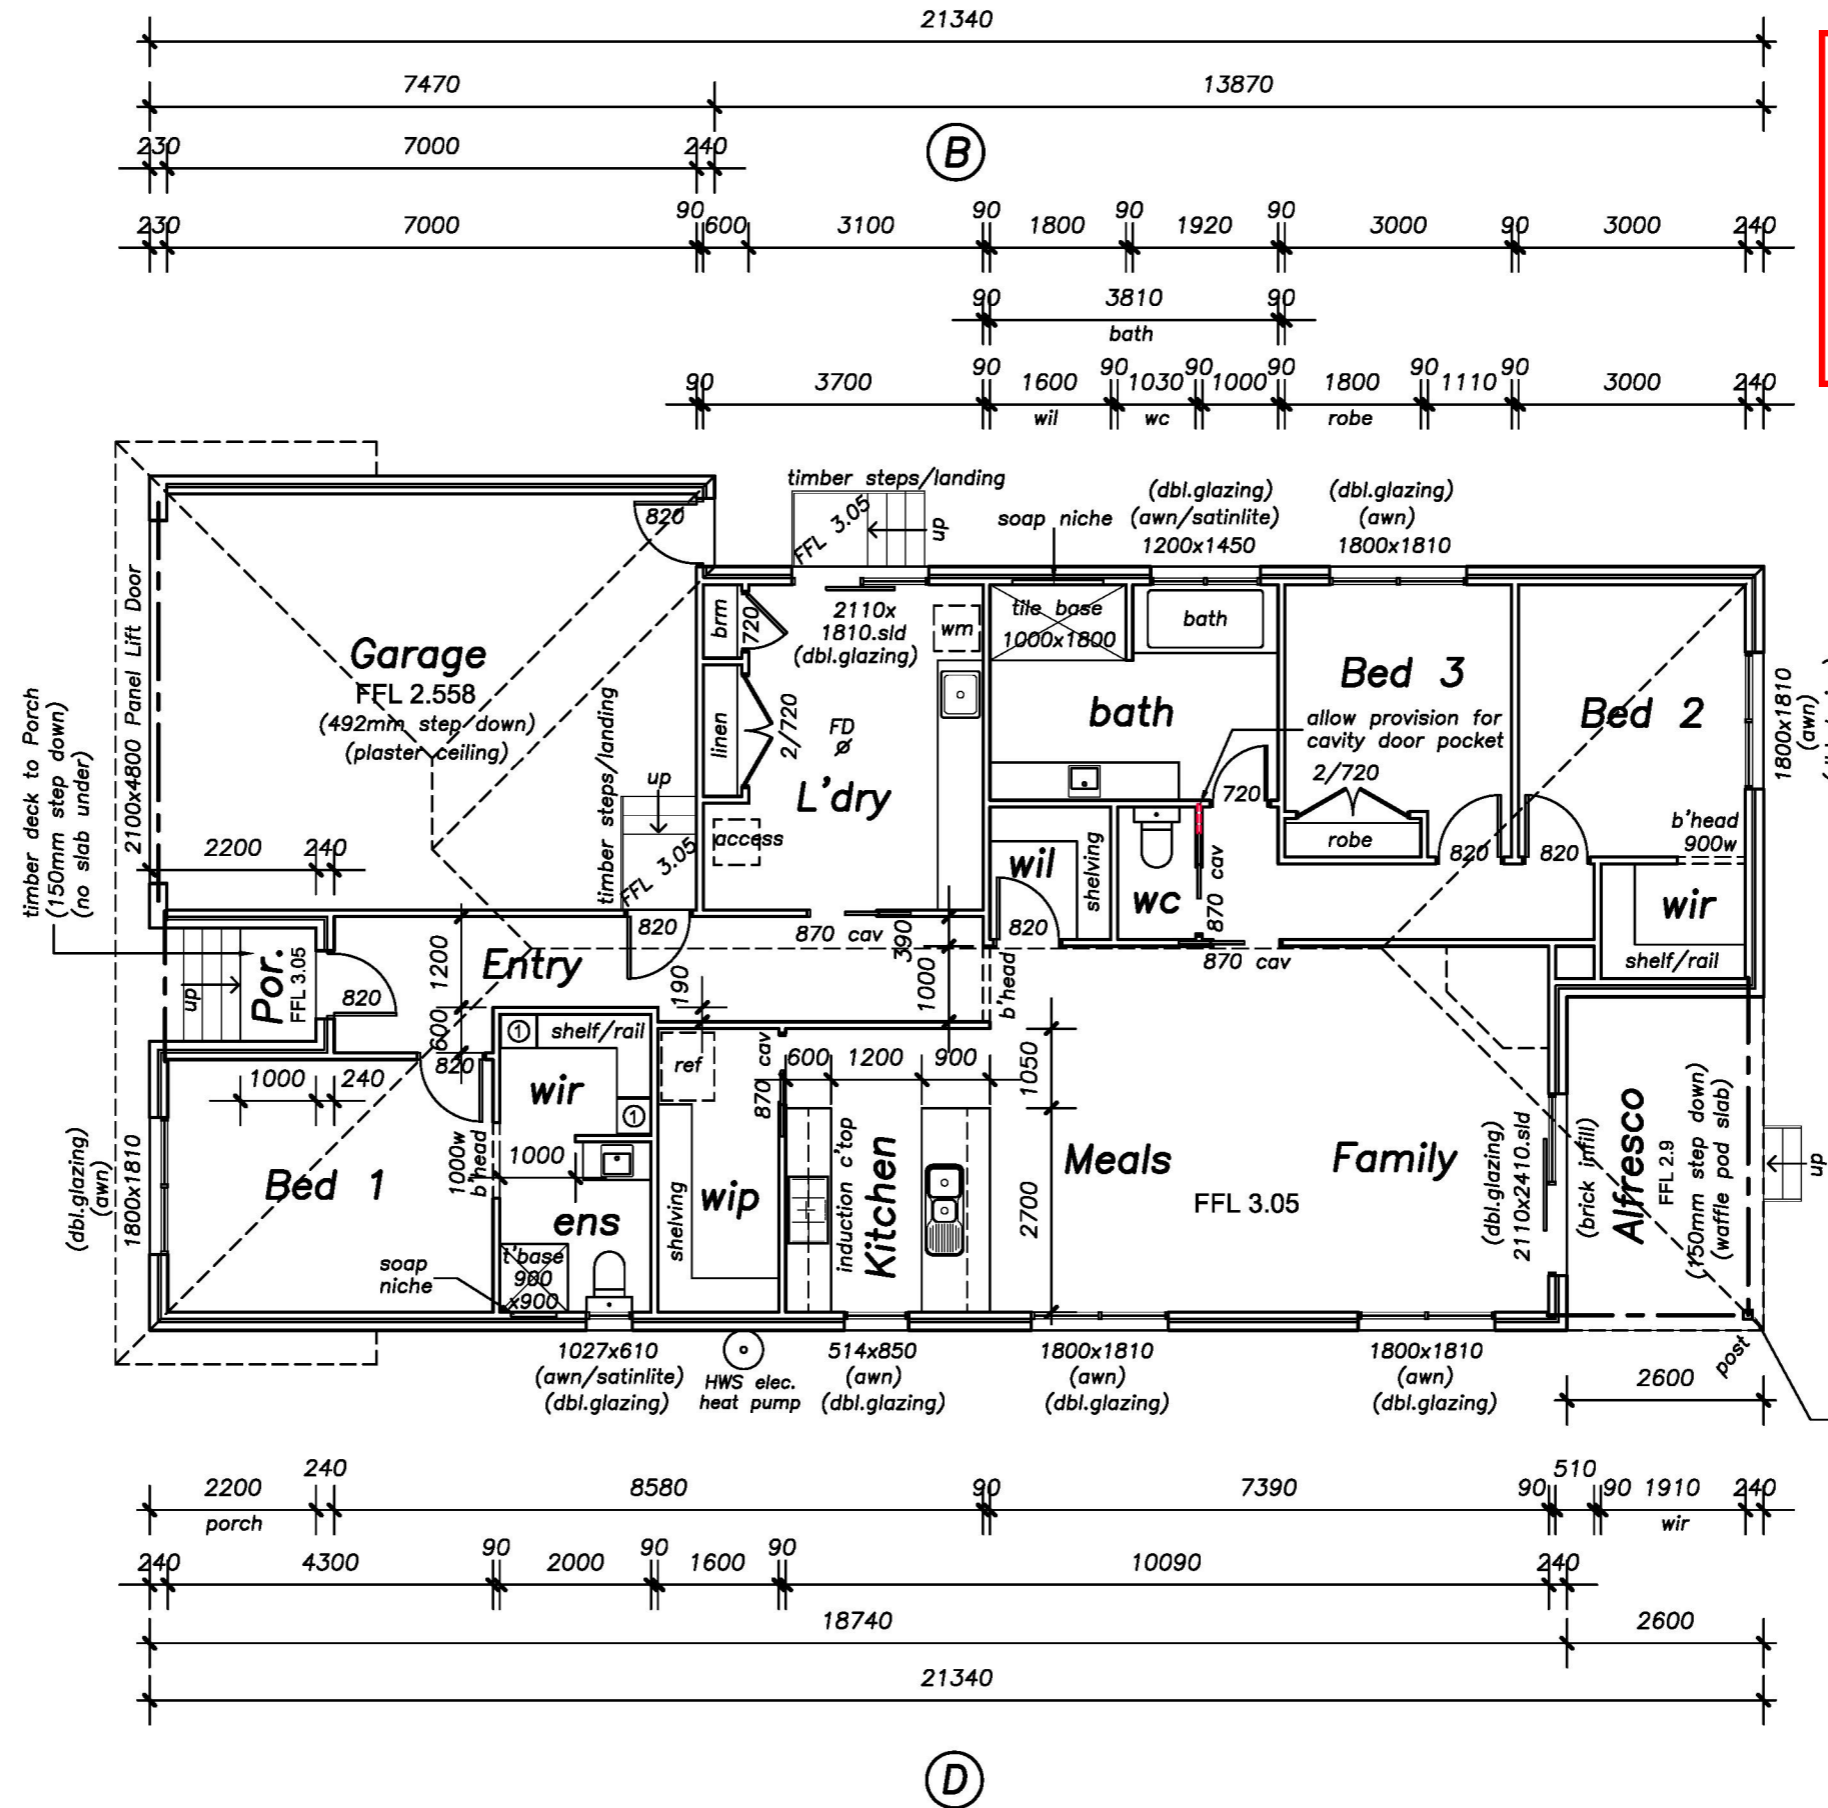 21340
7470 13870
230 7000 240
B
230 7000 90 600 3100 90 1800 90 1920 90 3000 90 3000 240
90 3810 90
bath
90 3700 90 1600 90 1030 90 1000 90 1800 90 1110 90 3000 240
wil wc robe
timber steps/landing
FFL 3.05
up
soap niche
(dbl.glazing)
(awn/satinlite)
1200x1450
(dbl.glazing)
(awn)
1800x1810
820
2100x4800 Panel Lift Door
Garage
FFL 2.558
(492mm step down)
(plaster ceiling)
timber deck to Porch
(150mm step down)
(no slab under)
timber steps/landing
up
FFL 3.05
brm
720
linen
2/720
2110x
1810.sld
(dbl.glazing)
wm
FD
L'dry
access
tile base
1000x1800
bath
bath
720
allow provision for
cavity door pocket
Bed 3
2/720
robe
820
Bed 2
820
1800x1810
(awn)
b'head
900w
wir
shelf/rail
2200 240
wil
820
shelving
wc
870 cav
870 cav
820
870 cav
390
1000
b'head
Entry
1200
190
600
up
Por.
FFL 3.05
820
820
1000 240
(dbl.glazing)
(awn)
1800x1810
Bed 1
1000w
b'head
1 shelf/rail
wir
1
1000
ens
t'base
900
x900
soap
niche
ref
870 cav
shelving
wip
600 1200 900
1050
2700
induction c'top
Kitchen
Meals
Family
FFL 3.05
(dbl.glazing)
2110x2410.sld
(brick infill)
Alfresco
FFL 2.9
(150mm step down)
(waffle pod slab)
up
post
1027x610
(awn/satinlite)
(dbl.glazing)
HWS elec.
heat pump
514x850
(awn)
(dbl.glazing)
1800x1810
(awn)
(dbl.glazing)
1800x1810
(awn)
(dbl.glazing)
2600
2200 240 8580 90 7390 90 510 90 1910 240
porch wir
240 4300 90 2000 90 1600 90 10090 240
18740 2600
21340
D